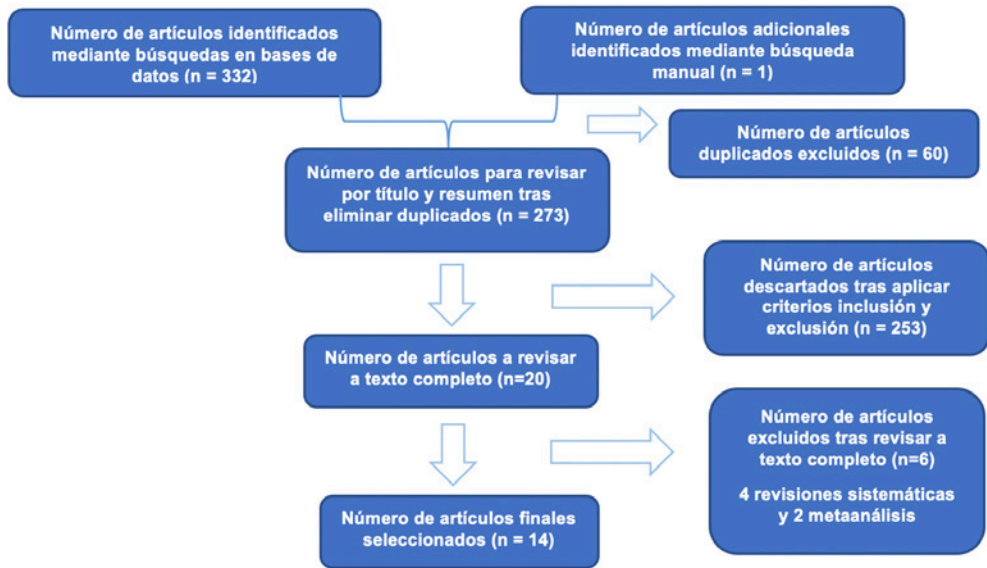 Número de artículos identificados
mediante búsquedas en bases de
datos (n = 332)
Número de artículos adicionales
identificados mediante búsqueda
manual (n = 1)
Número de artículos
duplicados excluidos (n = 60)
Número de artículos para revisar
por título y resumen tras
eliminar duplicados (n = 273)
Número de artículos
descartados tras aplicar
criterios inclusión y
exclusión (n = 253)
Número de artículos a revisar
a texto completo (n=20)
Número de artículos
excluidos tras revisar a
texto completo (n=6)
4 revisiones sistemáticas
y 2 metaanálisis
Número de artículos finales
seleccionados (n = 14)